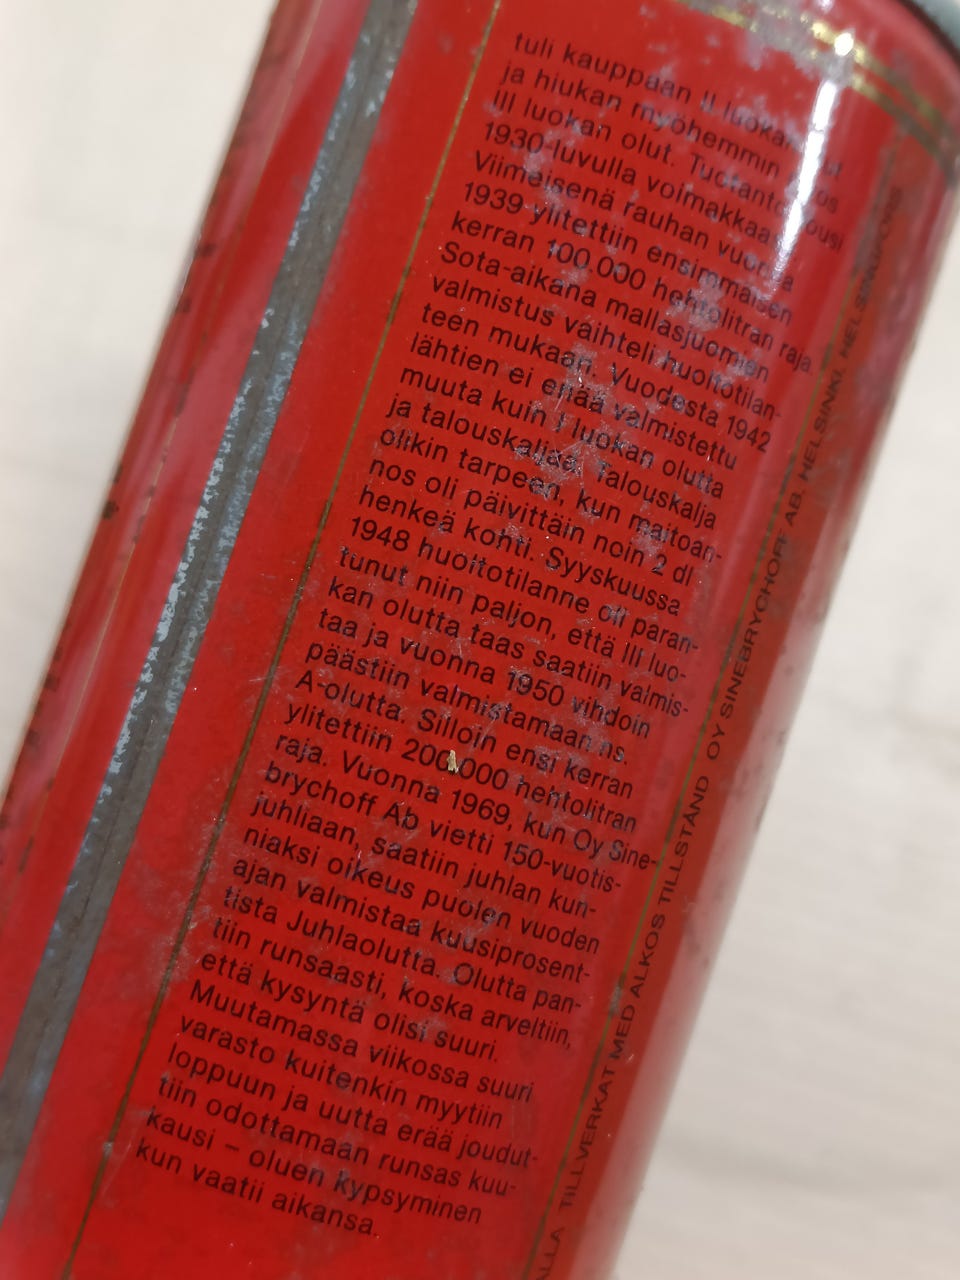 tuli kauppaan II luokan olut
ja hiukan myöhemmin myös
III luokan olut. Tuotanto nousi
1930-luvulla voimakkaasti.
Viimeisenä rauhan vuonna
1939 ylitettiin ensimmäisen
kerran 100.000 hehtolitran raja.
Sota-aikana mallasjuomien
valmistus vaihteli huoltotilan-
teen mukaan. Vuodesta 1942
lähtien ei enää valmistettu
muuta kuin I luokan olutta
ja talouskaljaa. Talouskalja
olikin tarpeen, kun maitoan-
nos oli päivittäin noin 2 dl
henkeä kohti. Syyskuussa
1948 huoltotilanne oli paran-
tunut niin paljon, että III luo-
kan olutta taas saatiin valmis-
taa ja vuonna 1950 vihdoin
päästiin valmistamaan ns.
A-olutta. Silloin ensi kerran
ylitettiin 200.000 hehtolitran
raja. Vuonna 1969, kun Oy Sine-
brychoff Ab vietti 150-vuotis-
juhliaan, saatiin juhlan kun-
niaksi oikeus puolen vuoden
ajan valmistaa kuusiprosent-
tista Juhlaolutta. Olutta pan-
tiin runsaasti, koska arveltiin,
että kysyntä olisi suuri.
Muutamassa viikossa suuri
varasto kuitenkin myytiin
loppuun ja uutta erää joudut-
tiin odottamaan runsas kuu-
kausi – oluen kypsyminen
kun vaatii aikansa.
ALLA TILLVERKAT MED ALKOS TILLSTÅND OY SINEBRYCHOFF AB, HELSINKI, HELSINGFORS